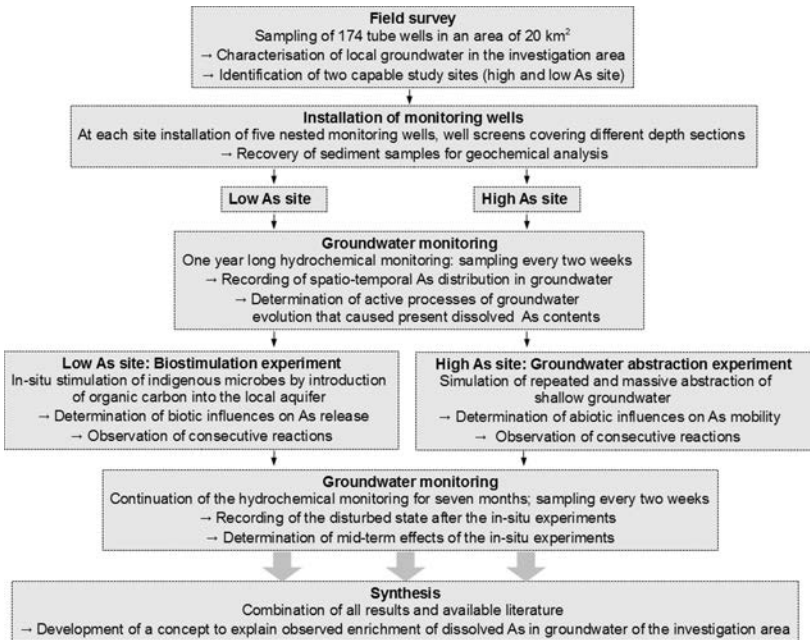 Field survey
Sampling of 174 tube wells in an area of 20 km²
→ Characterisation of local groundwater in the investigation area
→ Identification of two capable study sites (high and low As site)
Installation of monitoring wells
At each site installation of five nested monitoring wells, well screens covering different depth sections
→ Recovery of sediment samples for geochemical analysis
Low As site
High As site
Groundwater monitoring
One year long hydrochemical monitoring: sampling every two weeks
→ Recording of spatio-temporal As distribution in groundwater
→ Determination of active processes of groundwater
evolution that caused present dissolved As contents
Low As site: Biostimulation experiment
In-situ stimulation of indigenous microbes by introduction
of organic carbon into the local aquifer
→ Determination of biotic influences on As release
→ Observation of consecutive reactions
High As site: Groundwater abstraction experiment
Simulation of repeated and massive abstraction of
shallow groundwater
→ Determination of abiotic influences on As mobility
→ Observation of consecutive reactions
Groundwater monitoring
Continuation of the hydrochemical monitoring for seven months; sampling every two weeks
→ Recording of the disturbed state after the in-situ experiments
→ Determination of mid-term effects of the in-situ experiments
Synthesis
Combination of all results and available literature
→ Development of a concept to explain observed enrichment of dissolved As in groundwater of the investigation area